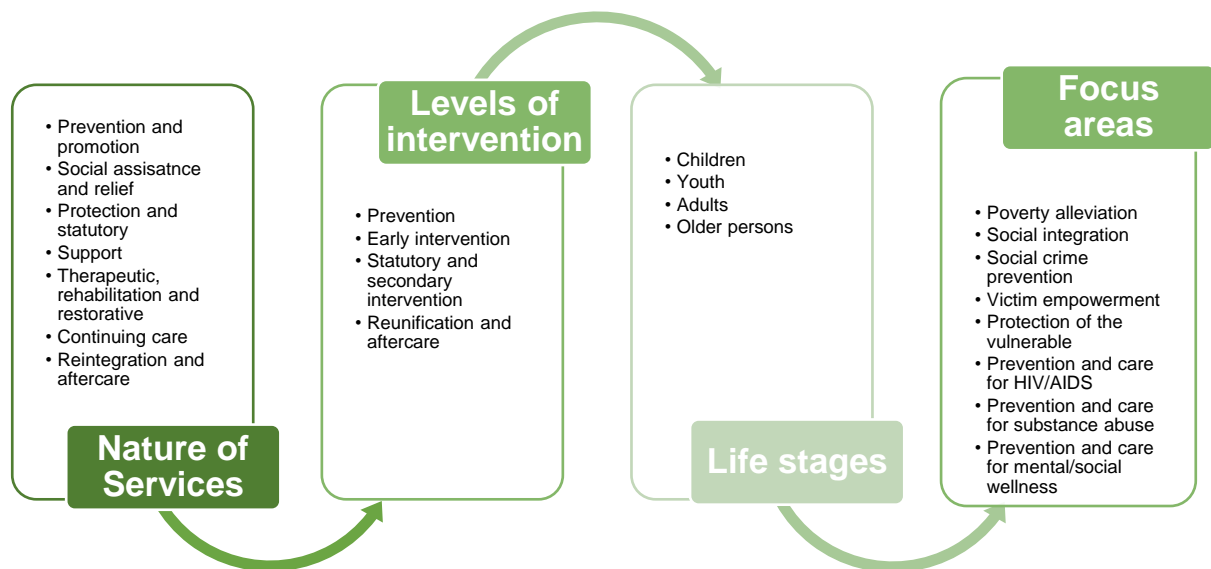 • Prevention and
promotion
• Social assisatnce
and relief
• Protection and
statutory
• Support
• Therapeutic,
rehabilitation and
restorative
• Continuing care
• Reintegration and
aftercare
Nature of
Services
Levels of
intervention
• Prevention
• Early intervention
• Statutory and
secondary
intervention
• Reunification and
aftercare
• Children
• Youth
• Adults
• Older persons
Life stages
Focus
areas
• Poverty alleviation
• Social integration
• Social crime
prevention
• Victim empowerment
• Protection of the
vulnerable
• Prevention and care
for HIV/AIDS
• Prevention and care
for substance abuse
• Prevention and care
for mental/social
wellness